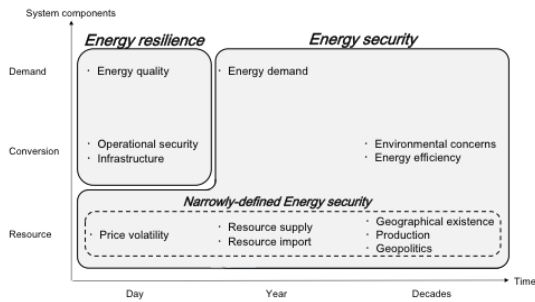 System components
Energy resilience
Energy security
Demand
· Energy quality
· Energy demand
Conversion
· Operational security
· Infrastructure
· Environmental concerns
· Energy efficiency
Narrowly-defined Energy security
Resource
· Price volatility
· Resource supply
· Resource import
· Geographical existence
· Production
· Geopolitics
Time
Day
Year
Decades